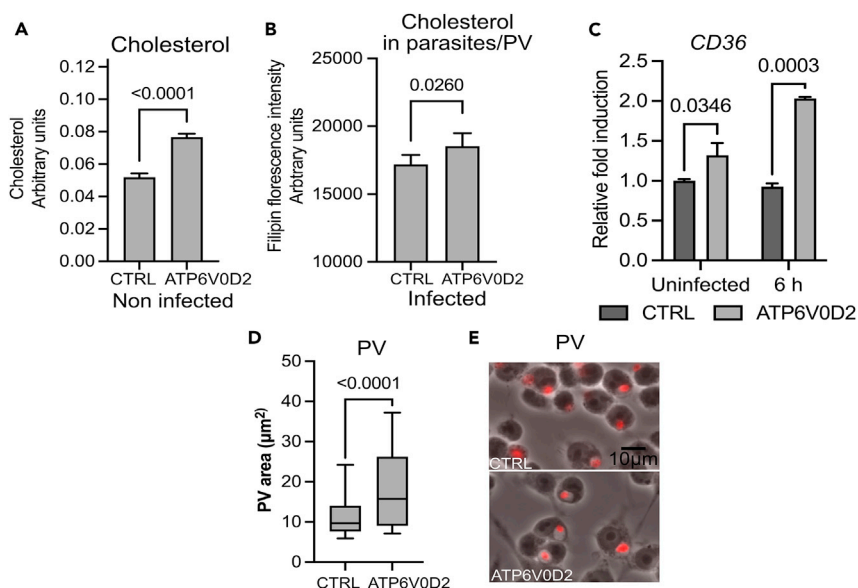 A
Cholesterol
Cholesterol
Arbitrary units
0.12
0.10
0.08
0.06
0.04
0.02
0.00
<0.0001
CTRL ATP6V0D2
Non infected
B
Cholesterol
in parasites/PV
Filipin florescence intensity
Arbtrary units
25000
20000
15000
10000
0.0260
CTRL ATP6V0D2
Infected
C
CD36
Relative fold induction
2.5
2.0
1.5
1.0
0.5
0.0
0.0346
0.0003
Uninfected 6 h
CTRL ATP6V0D2
D
PV
PV area (µm²)
50
40
30
20
10
0
<0.0001
CTRL ATP6V0D2
E
PV
CTRL
10µm
ATP6V0D2